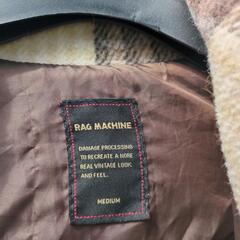 RAG MACHINE
DAMAGE PROCESSING
TO RECREATE A MORE
REAL VINTAGE LOOK
AND FEEL.
MEDIUM